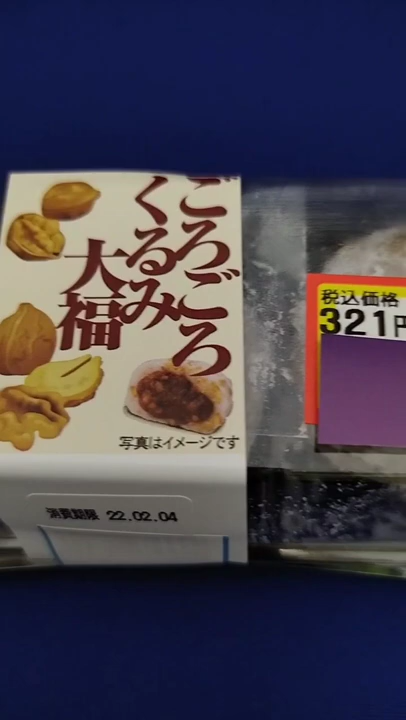 ごろごろ
くるみ
大福
写真はイメージです
消費期限 22.02.04
税込価格
321円